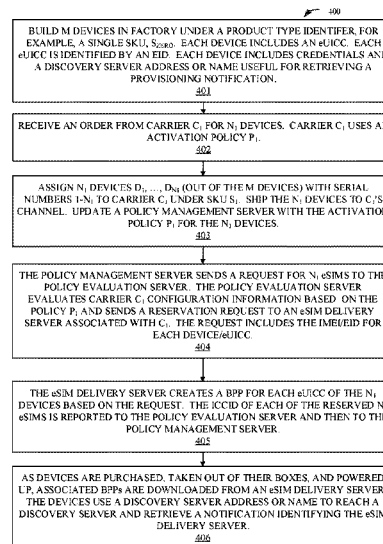 400
BUILD M DEVICES IN FACTORY UNDER A PRODUCT TYPE IDENTIFER, FOR
EXAMPLE, A SINGLE SKU, SZERO. EACH DEVICE INCLUDES AN eUICC. EACH
eUICC IS IDENTIFIED BY AN EID. EACH DEVICE INCLUDES CREDENTIALS AND
A DISCOVERY SERVER ADDRESS OR NAME USEFUL FOR RETRIEVING A
PROVISIONING NOTIFICATION.
401
RECEIVE AN ORDER FROM CARRIER C1 FOR N1 DEVICES. CARRIER C1 USES AN
ACTIVATION POLICY P1.
402
ASSIGN N1 DEVICES D1, …, DN1 (OUT OF THE M DEVICES) WITH SERIAL
NUMBERS 1-N1 TO CARRIER C1 UNDER SKU S1. SHIP THE N1 DEVICES TO C1'S
CHANNEL. UPDATE A POLICY MANAGEMENT SERVER WITH THE ACTIVATION
POLICY P1 FOR THE N1 DEVICES.
403
THE POLICY MANAGEMENT SERVER SENDS A REQUEST FOR N1 eSIMS TO THE
POLICY EVALUATION SERVER. THE POLICY EVALUATION SERVER
EVALUATES CARRIER C1 CONFIGURATION INFORMATION BASED ON THE
POLICY P1 AND SENDS A RESERVATION REQUEST TO AN eSIM DELIVERY
SERVER ASSOCIATED WITH C1. THE REQUEST INCLUDES THE IMEI/EID FOR
EACH DEVICE/eUICC.
404
THE eSIM DELIVERY SERVER CREATES A BPP FOR EACH eUICC OF THE N1
DEVICES BASED ON THE REQUEST. THE ICCID OF EACH OF THE RESERVED N1
eSIMS IS REPORTED TO THE POLICY EVALUATION SERVER AND THEN TO THE
POLICY MANAGEMENT SERVER
405
AS DEVICES ARE PURCHASED, TAKEN OUT OF THEIR BOXES, AND POWERED
UP, ASSOCIATED BPPs ARE DOWNLOADED FROM AN eSIM DELIVERY SERVER.
THE DEVICES USE A DISCOVERY SERVER ADDRESS OR NAME TO REACH A
DISCOVERY SERVER AND RETRIEVE A NOTIFICATION IDENTIFYING THE eSIM
DELIVERY SERVER.
406